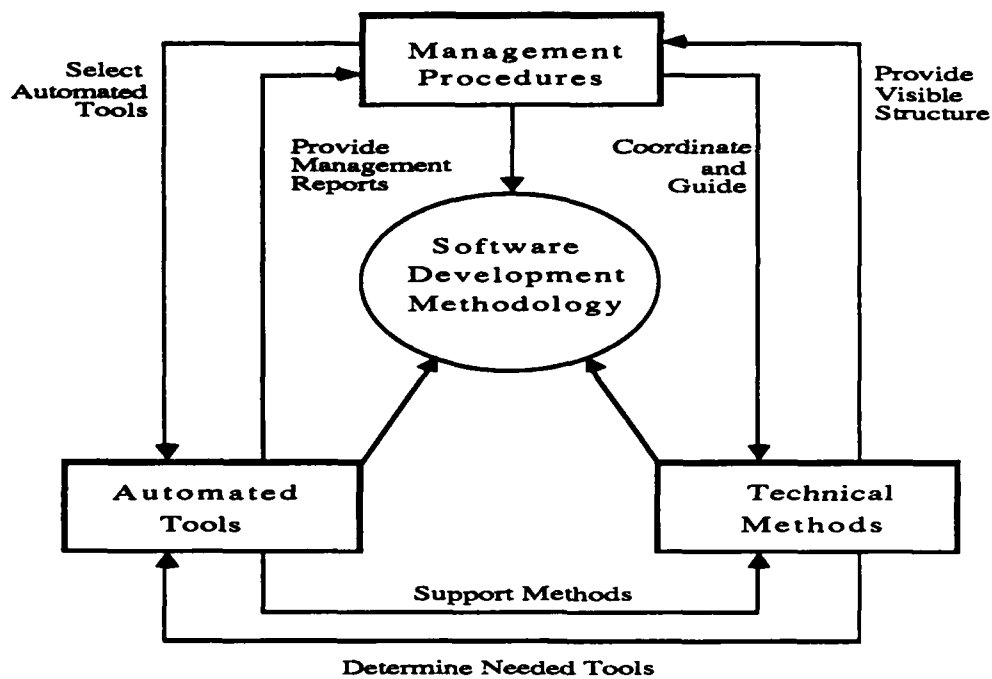 Management
Procedures
Select
Automated
Tools
Provide
Management
Reports
Coordinate
and
Guide
Provide
Visible
Structure
Software
Development
Methodology
Automated
Tools
Technical
Methods
Support Methods
Determine Needed Tools